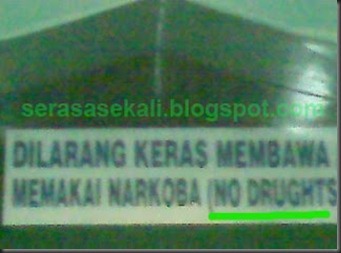 serasasekali.blogspot.com
DILARANG KERAS MEMBAWA
MEMAKAI NARKOBA (NO DRUGHTS